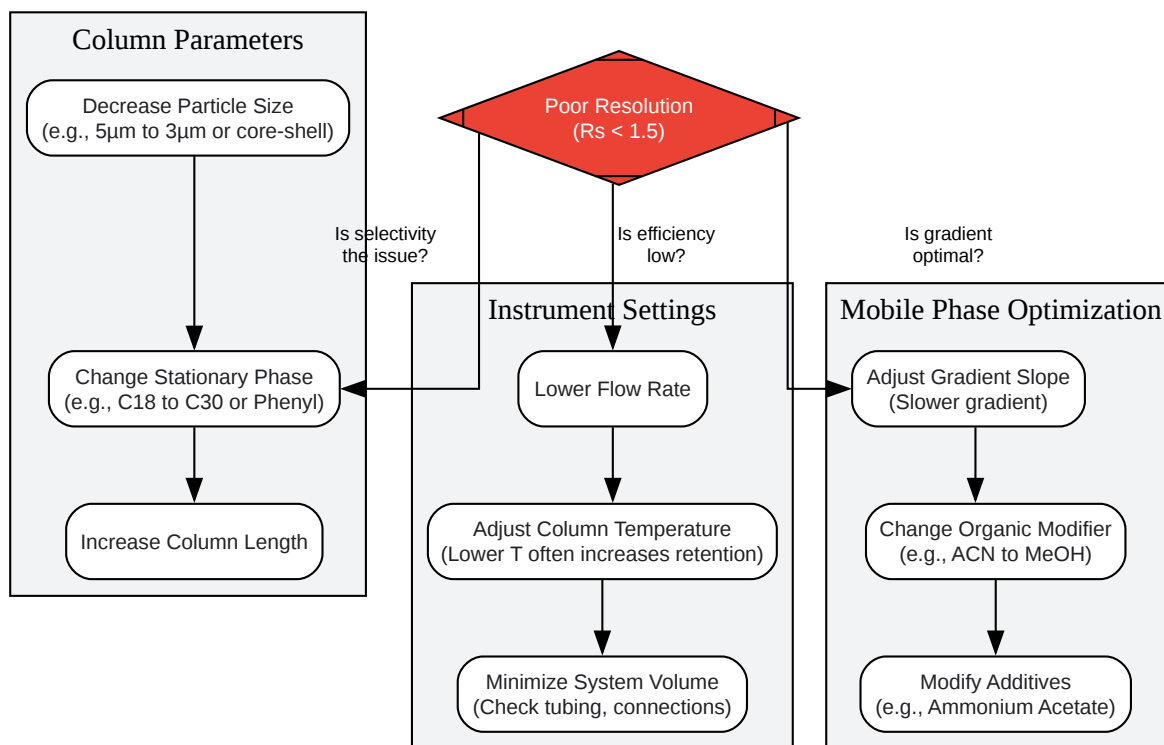 Column Parameters
Decrease Particle Size
(e.g., 5µm to 3µm or core-shell)
Poor Resolution
(Rs < 1.5)
Is selectivity
the issue?
Is efficiency
low?
Is gradient
optimal?
Change Stationary Phase
(e.g., C18 to C30 or Phenyl)
Increase Column Length
Instrument Settings
Lower Flow Rate
Adjust Column Temperature
(Lower T often increases retention)
Minimize System Volume
(Check tubing, connections)
Mobile Phase Optimization
Adjust Gradient Slope
(Slower gradient)
Change Organic Modifier
(e.g., ACN to MeOH)
Modify Additives
(e.g., Ammonium Acetate)